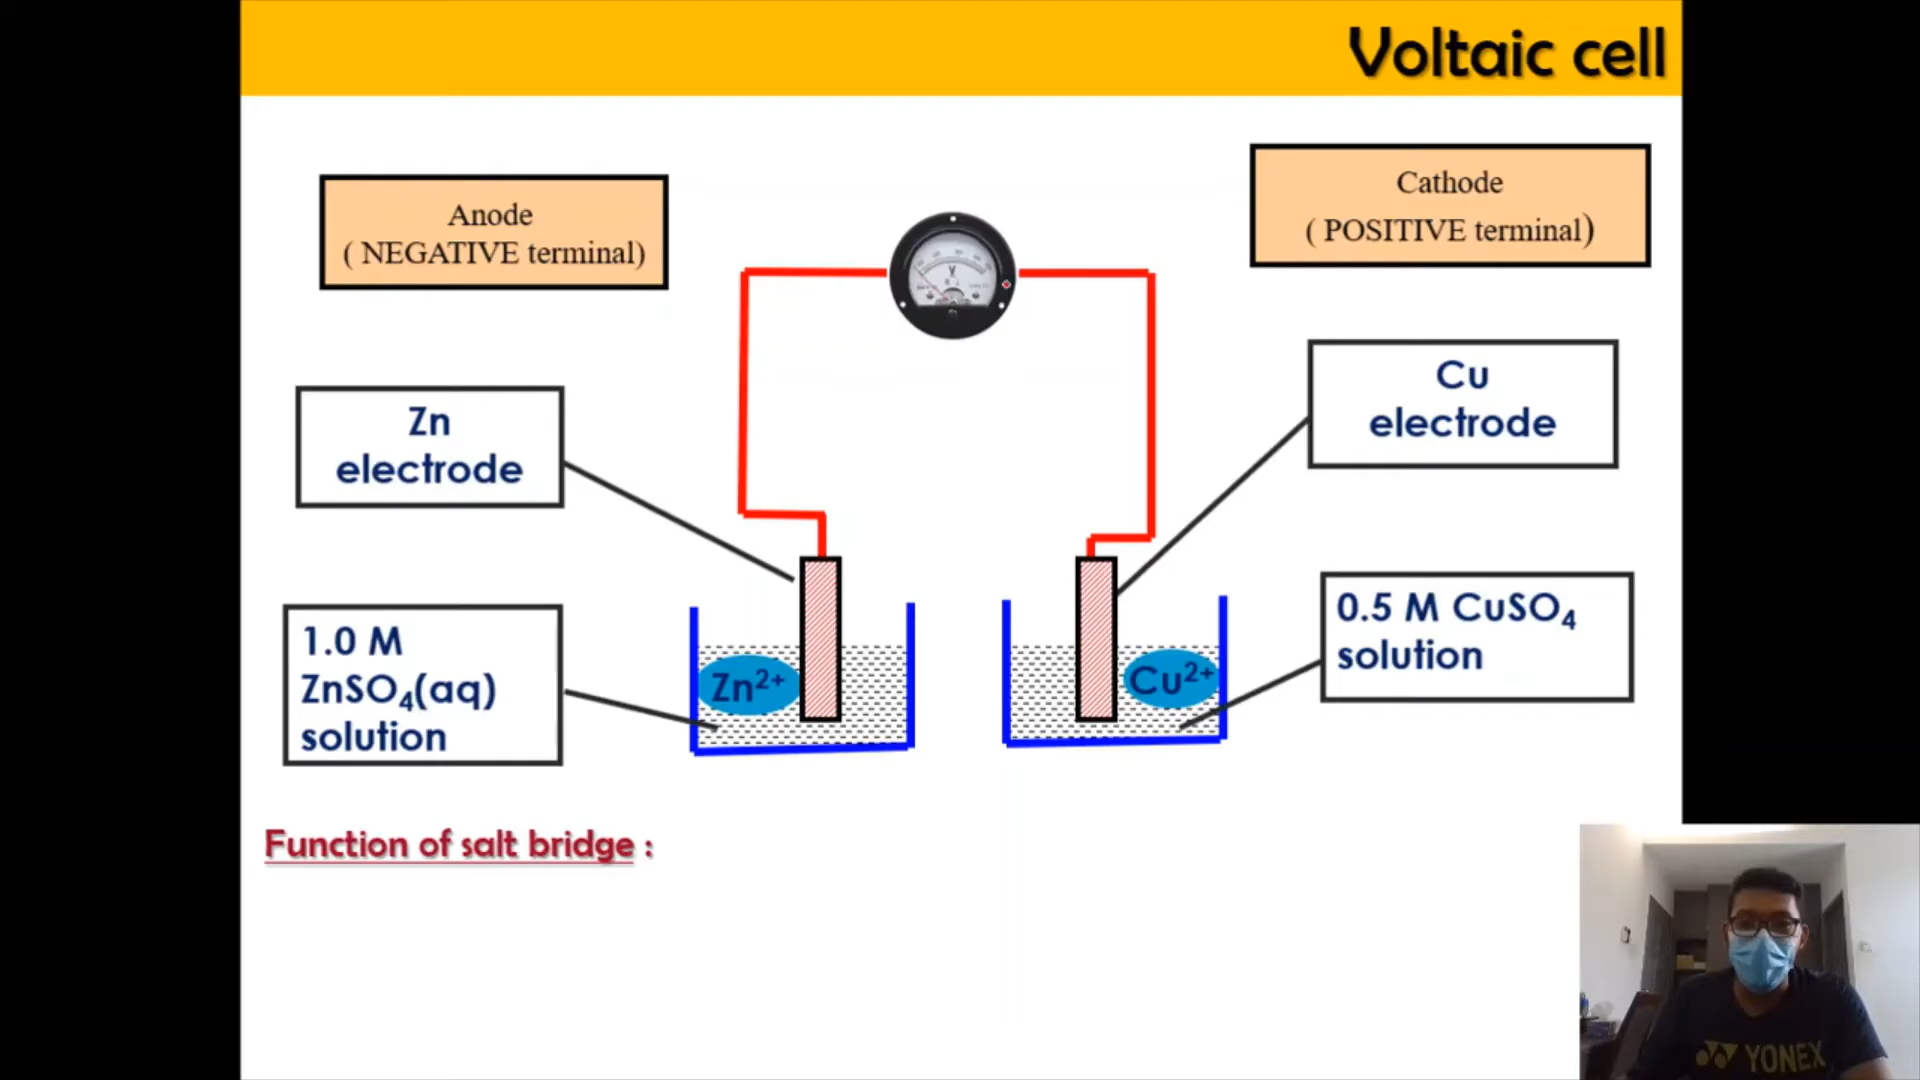 Voltaic cell
Anode
( NEGATIVE terminal)
Cathode
( POSITIVE terminal)
V
Zn
electrode
Cu
electrode
1.0 M
ZnSO₄(aq)
solution
Zn²⁺
Cu²⁺
0.5 M CuSO₄
solution
Function of salt bridge :
YONEX